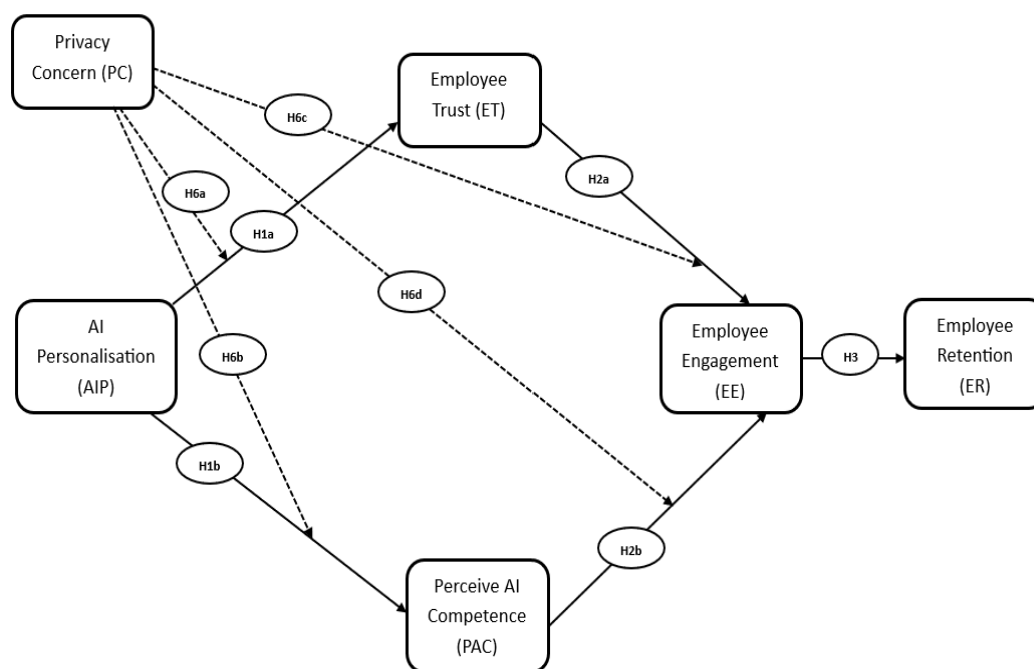 Privacy
Concern (PC)
Employee
Trust (ET)
H6c
H2a
H6a
H1a
H6d
AI
Personalisation
(AIP)
H6b
Employee
Engagement
(EE)
H3
Employee
Retention
(ER)
H1b
H2b
Perceive AI
Competence
(PAC)